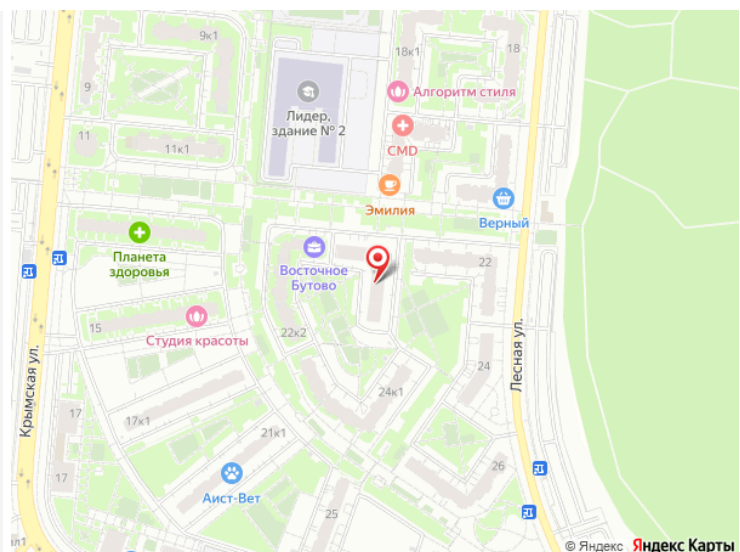 9к1
18к1
18
9
Алгоритм стиля
Лидер,
здание № 2
11
11к1
CMD
Эмилия
Верный
Планета
здоровья
Восточное
Бутово
22
15
Студия красоты
22к2
Крымская ул.
Лесная ул.
24
24к1
17
17к1
21к1
17
Аист-Вет
26
25
© Яндекс Яндекс Карты